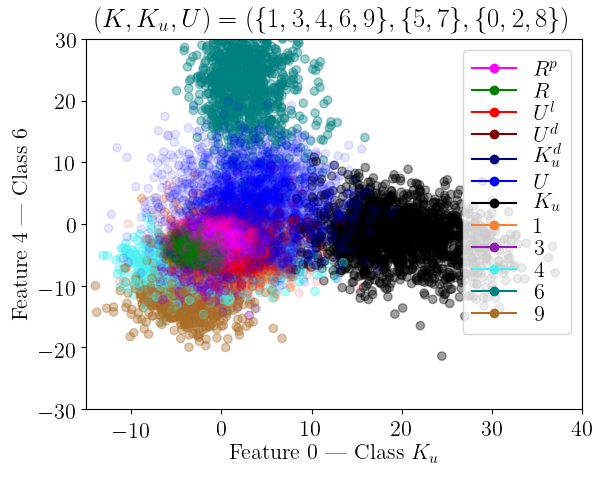 (K, K_u, U) = ({1, 3, 4, 6, 9}, {5, 7}, {0, 2, 8})
Feature 4 — Class 6
30
20
10
0
−10
−20
−30
R^p
R
U^l
U^d
K_u^d
U
K_u
1
3
4
6
9
−10
0
10
20
30
40
Feature 0 — Class K_u